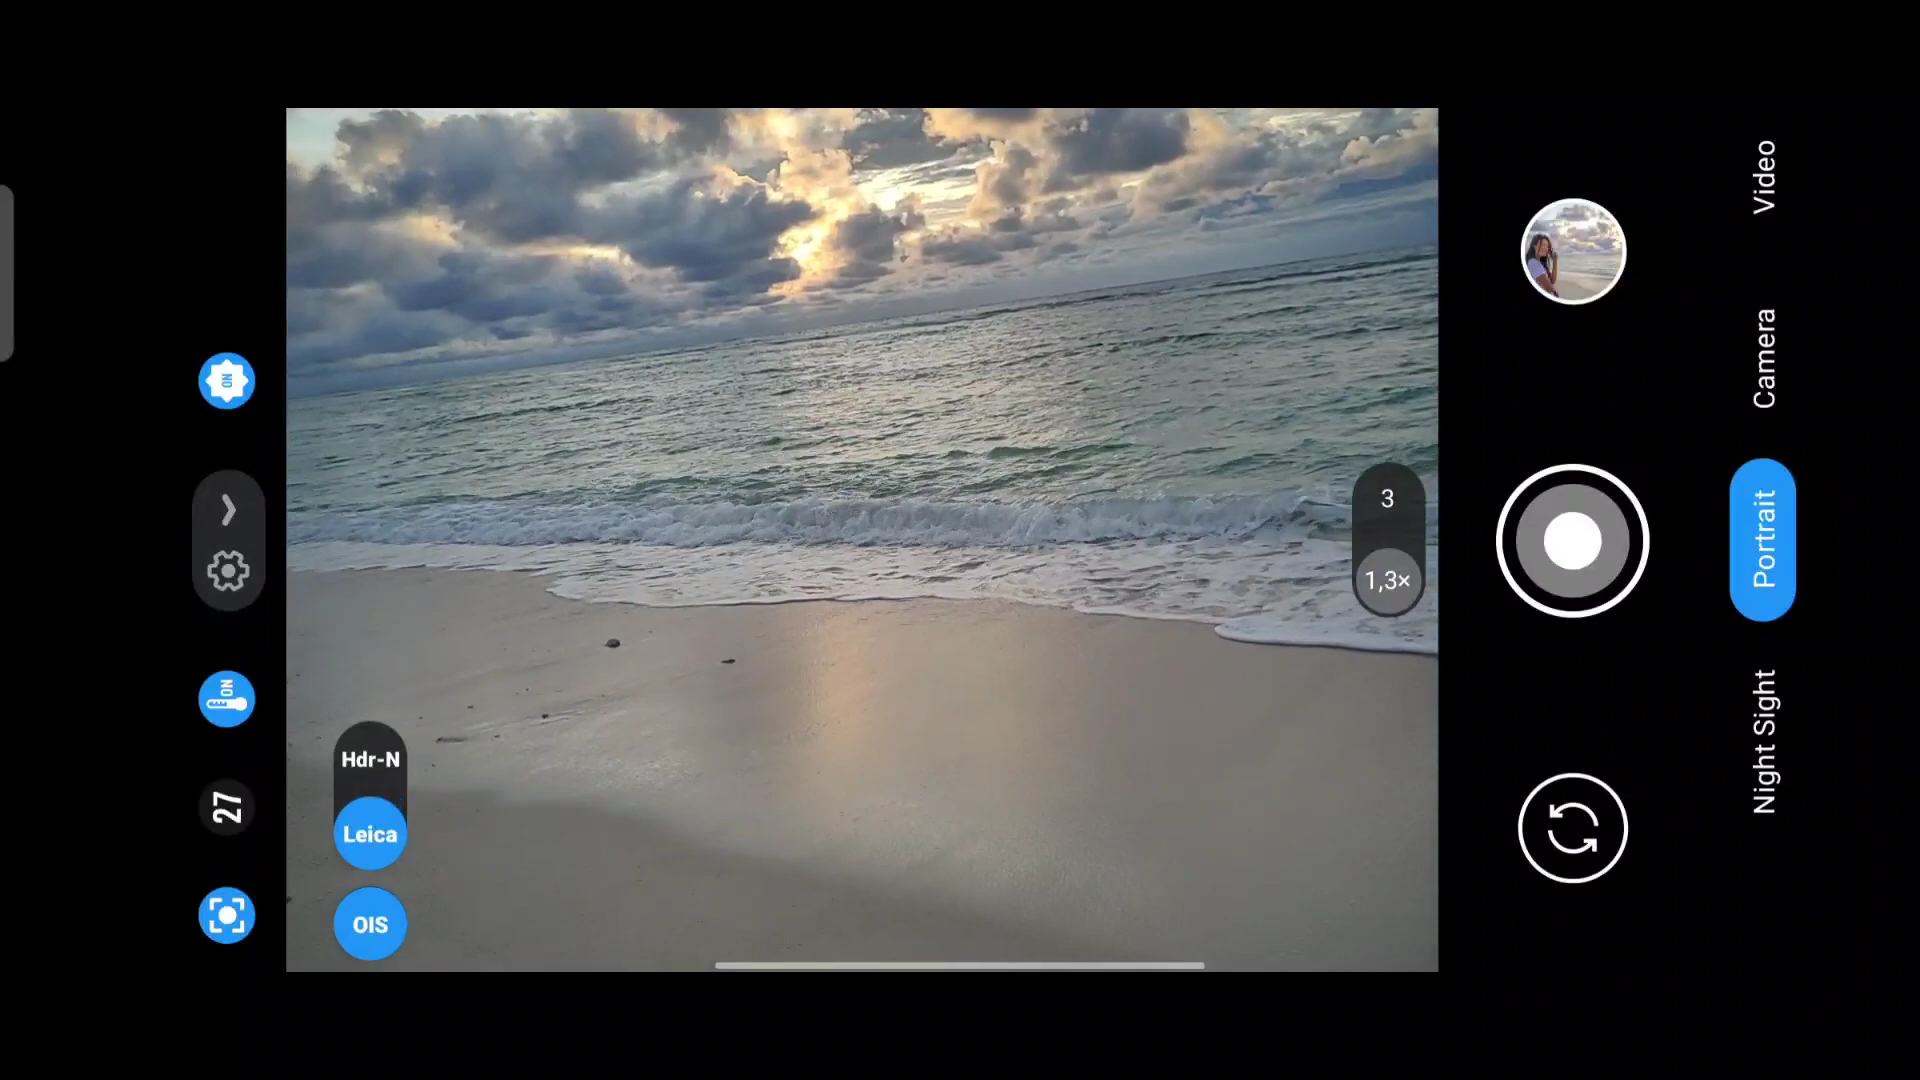 ON
ON
27
Hdr-N
Leica
OIS
3
1,3×
Video
Camera
Portrait
Night Sight